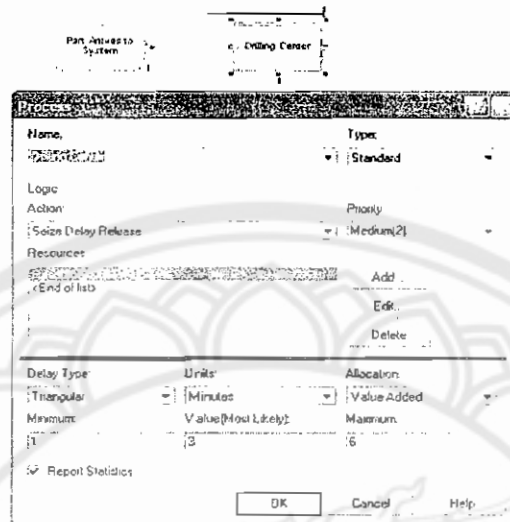 Part Arrives to
System
Drilling Center
Process
Name:
Type:
Standard
Logic
Action:
Priority:
Seize Delay Release
Medium(2)
Resources:
<End of list>
Add...
Edit...
Delete
Delay Type:
Units:
Allocation:
Triangular
Minutes
Value Added
Minimum:
Value (Most Likely):
Maximum:
1
3
6
Report Statistics
OK
Cancel
Help